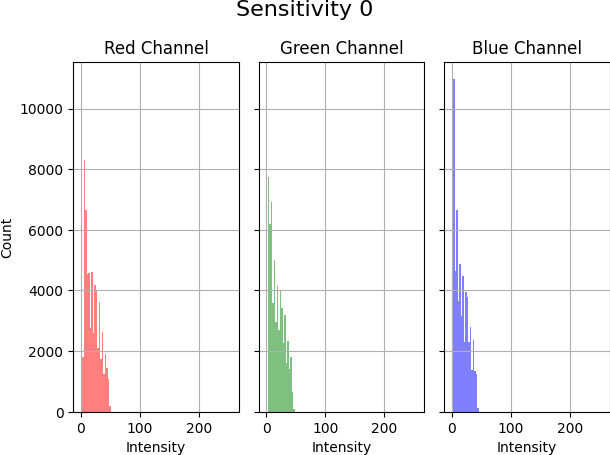 Sensitivity 0
Red Channel
Green Channel
Blue Channel
10000
8000
6000
4000
2000
0
Count
0 100 200
0 100 200
0 100 200
Intensity
Intensity
Intensity